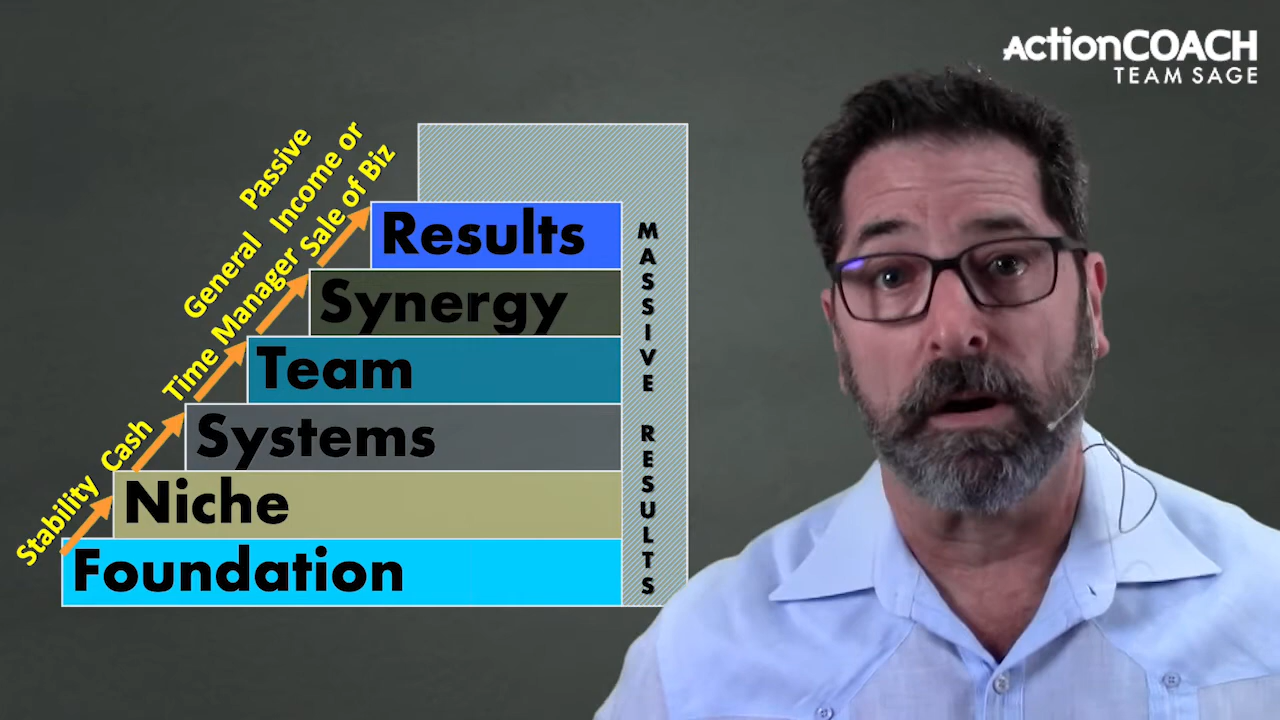 ACTIONCOACH
TEAM SAGE
Passive
Income or
Sale of Biz
General
Manager
Time
Cash
Stability
Results
Synergy
Team
Systems
Niche
Foundation
MASSIVE RESULTS